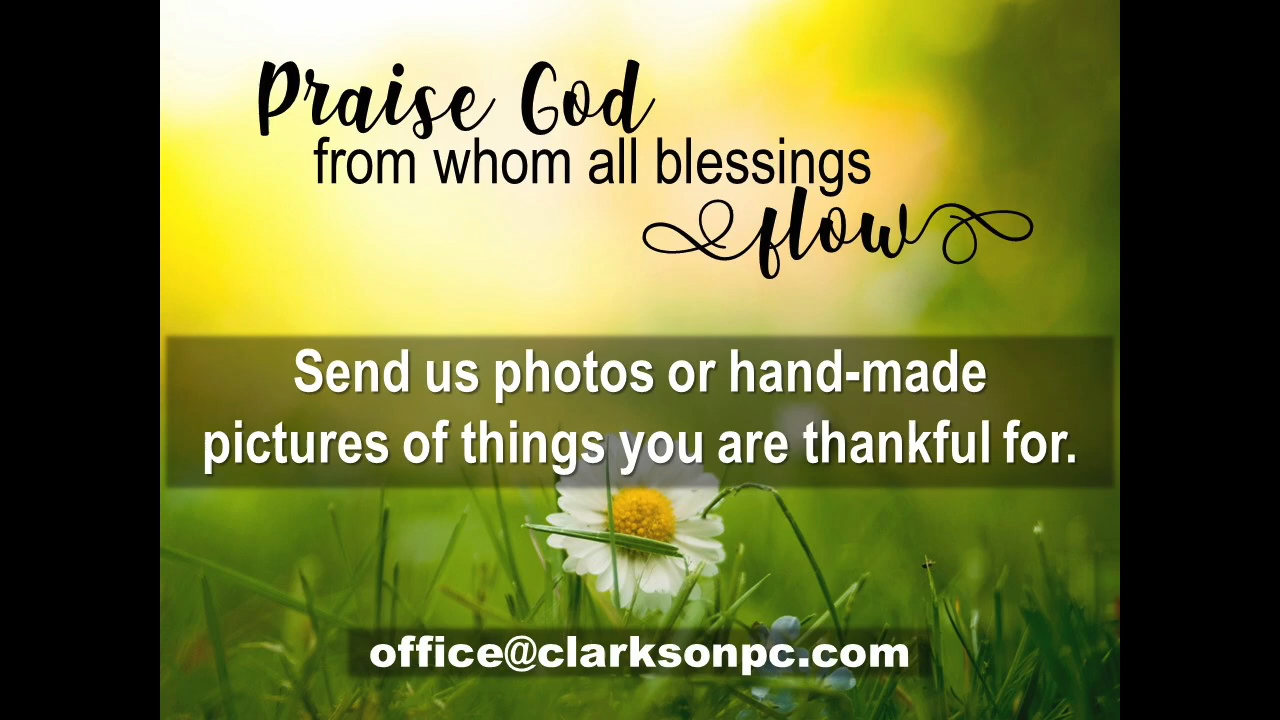 Praise God
from whom all blessings
flow
Send us photos or hand-made
pictures of things you are thankful for.
office@clarksonpc.com